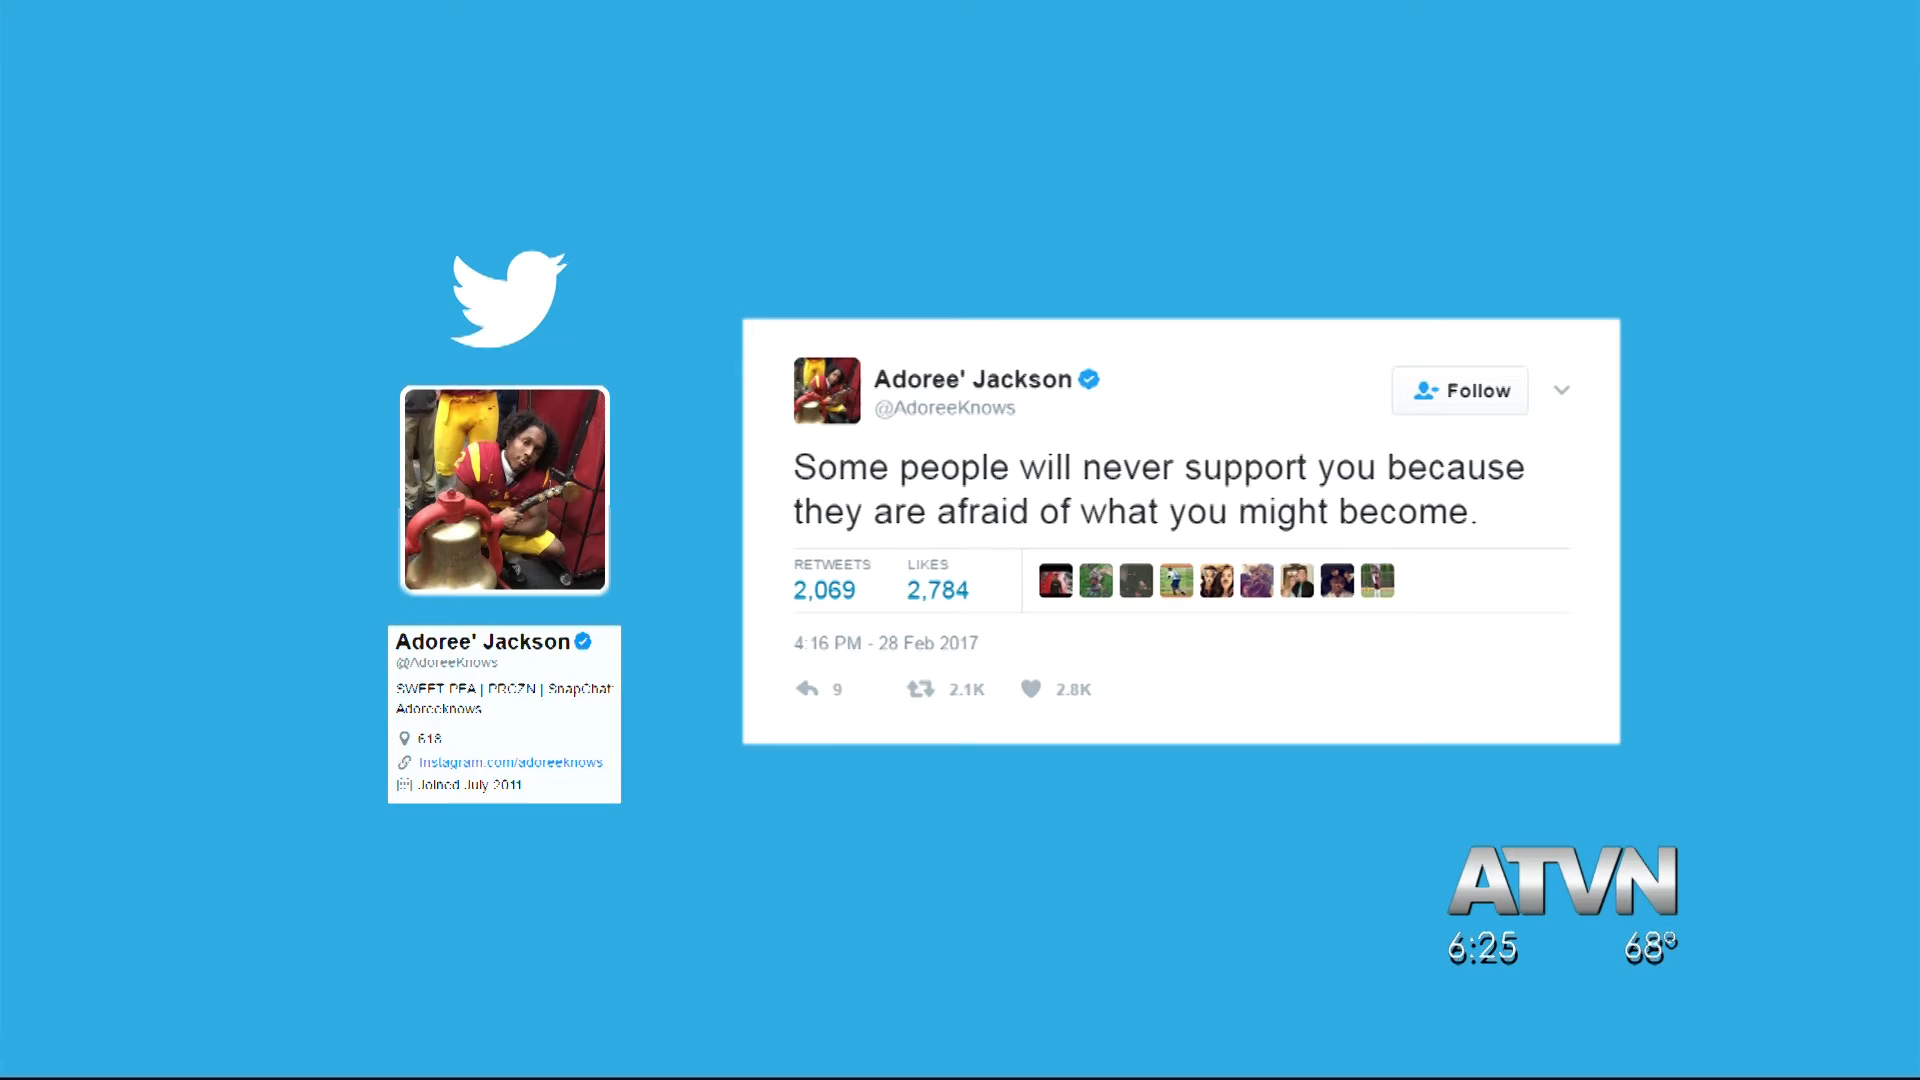 Adoree' Jackson
@AdoreeKnows
SWEET PEA | PRCZN | SnapChat:
Adoreeknows
618
Instagram.com/adoreeknows
Joined July 2011
Adoree' Jackson
@AdoreeKnows
Follow
Some people will never support you because
they are afraid of what you might become.
RETWEETS LIKES
2,069 2,784
4:16 PM - 28 Feb 2017
9 2.1K 2.8K
ATVN
6:25 68°